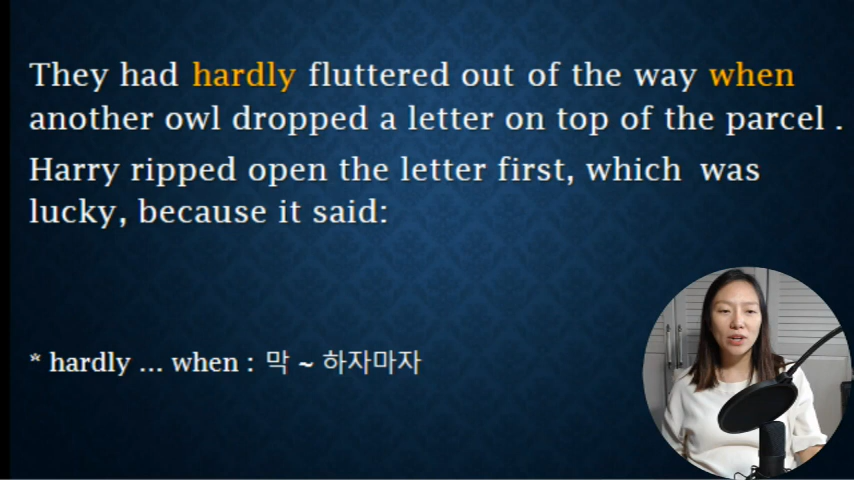 They had hardly fluttered out of the way when
another owl dropped a letter on top of the parcel .
Harry ripped open the letter first, which was
lucky, because it said:
* hardly ... when : 막 ~ 하자마자